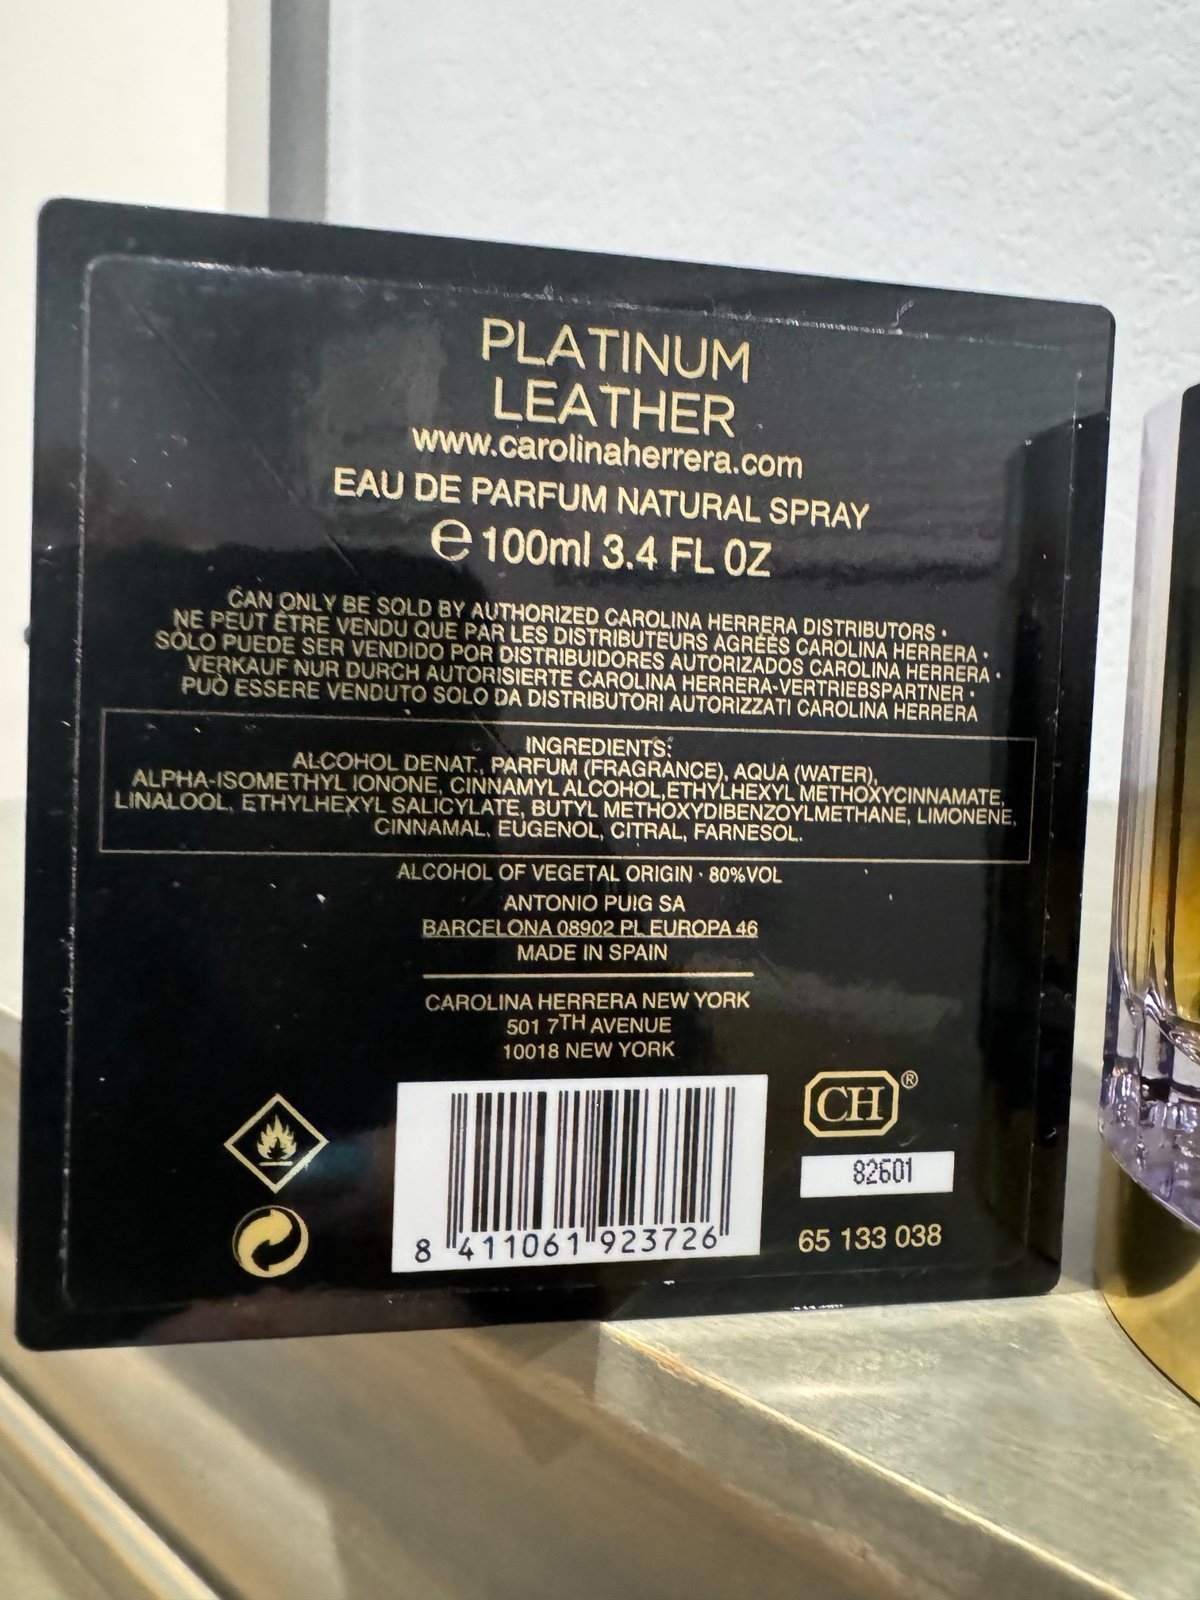 PLATINUM
LEATHER
www.carolinaherrera.com
EAU DE PARFUM NATURAL SPRAY
℮ 100ml 3.4 FL OZ
CAN ONLY BE SOLD BY AUTHORIZED CAROLINA HERRERA DISTRIBUTORS •
NE PEUT ÊTRE VENDU QUE PAR LES DISTRIBUTEURS AGRÉÉS CAROLINA HERRERA •
SÓLO PUEDE SER VENDIDO POR DISTRIBUIDORES AUTORIZADOS CAROLINA HERRERA •
VERKAUF NUR DURCH AUTORISIERTE CAROLINA HERRERA-VERTRIEBSPARTNER •
PUÒ ESSERE VENDUTO SOLO DA DISTRIBUTORI AUTORIZZATI CAROLINA HERRERA
INGREDIENTS:
ALCOHOL DENAT., PARFUM (FRAGRANCE), AQUA (WATER),
ALPHA-ISOMETHYL IONONE, CINNAMYL ALCOHOL, ETHYLHEXYL METHOXYCINNAMATE,
LINALOOL, ETHYLHEXYL SALICYLATE, BUTYL METHOXYDIBENZOYLMETHANE, LIMONENE,
CINNAMAL, EUGENOL, CITRAL, FARNESOL.
ALCOHOL OF VEGETAL ORIGIN · 80%VOL
ANTONIO PUIG SA
BARCELONA 08902 PL EUROPA 46
MADE IN SPAIN
CAROLINA HERRERA NEW YORK
501 7TH AVENUE
10018 NEW YORK
CH®
82601
8 411061 923726
65 133 038